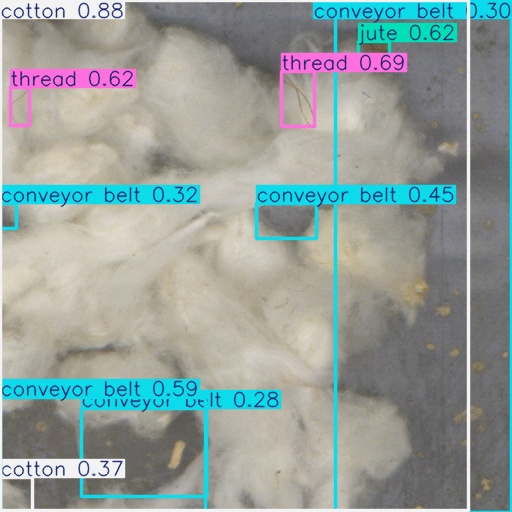 cotton 0.88
conveyor belt 0.30
jute 0.62
thread 0.69
thread 0.62
conveyor belt 0.32
conveyor belt 0.45
conveyor belt 0.59
conveyor belt 0.28
cotton 0.37